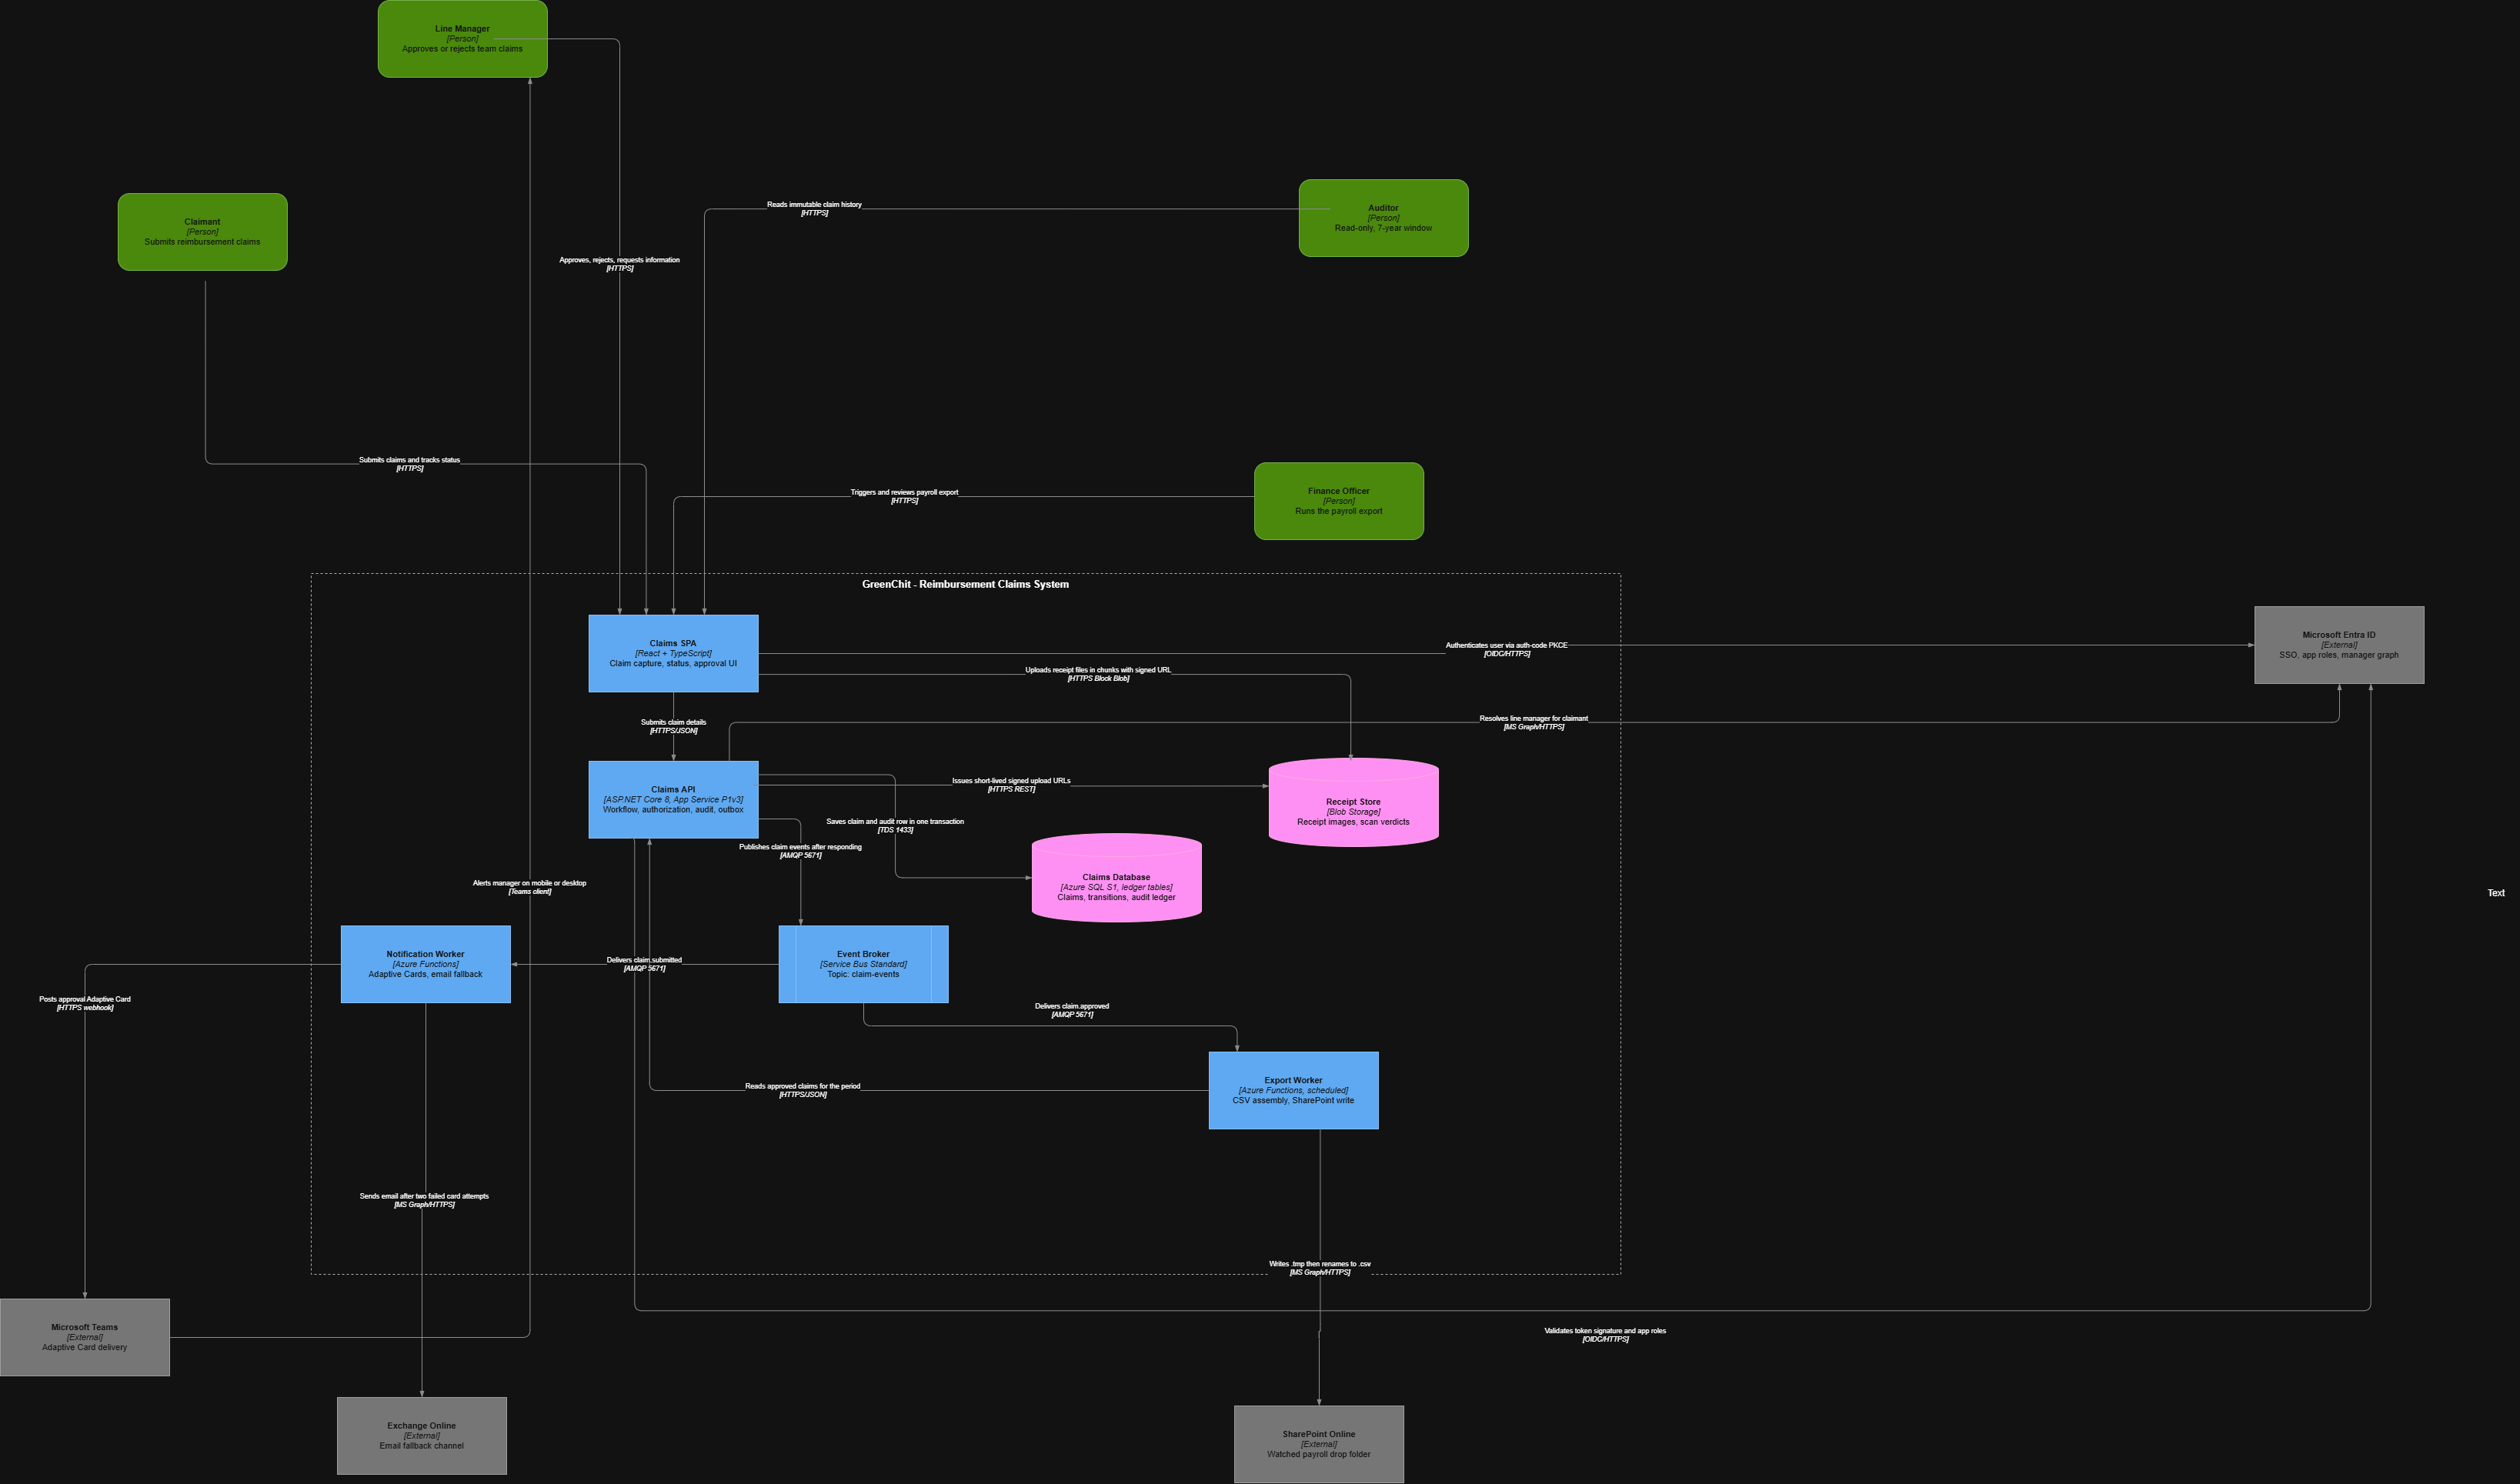 Line Manager
[Person]
Approves or rejects team claims
Claimant
[Person]
Submits reimbursement claims
Reads immutable claim history
[HTTPS]
Auditor
[Person]
Read-only, 7-year window
Approves, rejects, requests information
[HTTPS]
Submits claims and tracks status
[HTTPS]
Triggers and reviews payroll export
[HTTPS]
Finance Officer
[Person]
Runs the payroll export
GreenChit - Reimbursement Claims System
Claims SPA
[React + TypeScript]
Claim capture, status, approval UI
Authenticates user via auth-code PKCE
[OIDC/HTTPS]
Microsoft Entra ID
[External]
SSO, app roles, manager graph
Uploads receipt files in chunks with signed URL
[HTTPS Block Blob]
Submits claim details
[HTTPS/JSON]
Resolves line manager for claimant
[MS Graph/HTTPS]
Claims API
[ASP.NET Core 8, App Service P1v3]
Workflow, authorization, audit, outbox
Issues short-lived signed upload URLs
[HTTPS REST]
Receipt Store
[Blob Storage]
Receipt images, scan verdicts
Saves claim and audit row in one transaction
[TDS 1433]
Publishes claim events after responding
[AMQP 5671]
Claims Database
[Azure SQL S1, ledger tables]
Claims, transitions, audit ledger
Alerts manager on mobile or desktop
[Teams client]
Text
Notification Worker
[Azure Functions]
Adaptive Cards, email fallback
Delivers claim.submitted
[AMQP 5671]
Event Broker
[Service Bus Standard]
Topic: claim-events
Posts approval Adaptive Card
[HTTPS webhook]
Delivers claim.approved
[AMQP 5671]
Reads approved claims for the period
[HTTPS/JSON]
Export Worker
[Azure Functions, scheduled]
CSV assembly, SharePoint write
Sends email after two failed card attempts
[MS Graph/HTTPS]
Writes .tmp then renames to .csv
[MS Graph/HTTPS]
Microsoft Teams
[External]
Adaptive Card delivery
Validates token signature and app roles
[OIDC/HTTPS]
Exchange Online
[External]
Email fallback channel
SharePoint Online
[External]
Watched payroll drop folder